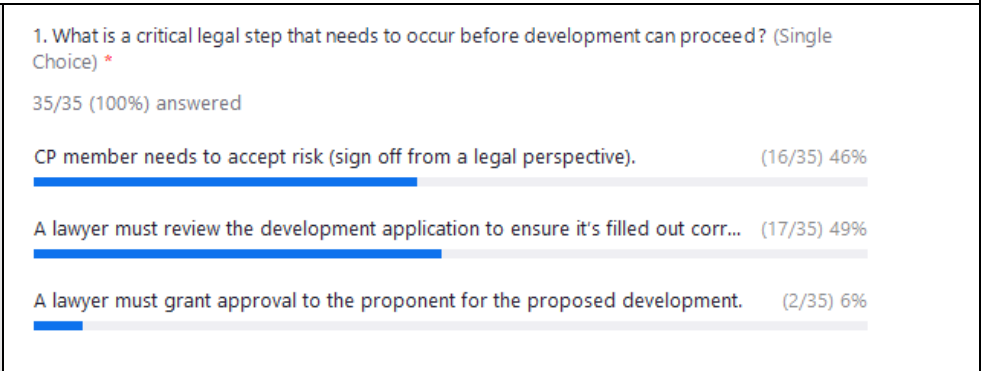 1. What is a critical legal step that needs to occur before development can proceed? (Single
Choice) *
35/35 (100%) answered
CP member needs to accept risk (sign off from a legal perspective). (16/35) 46%
A lawyer must review the development application to ensure it's filled out corr... (17/35) 49%
A lawyer must grant approval to the proponent for the proposed development. (2/35) 6%